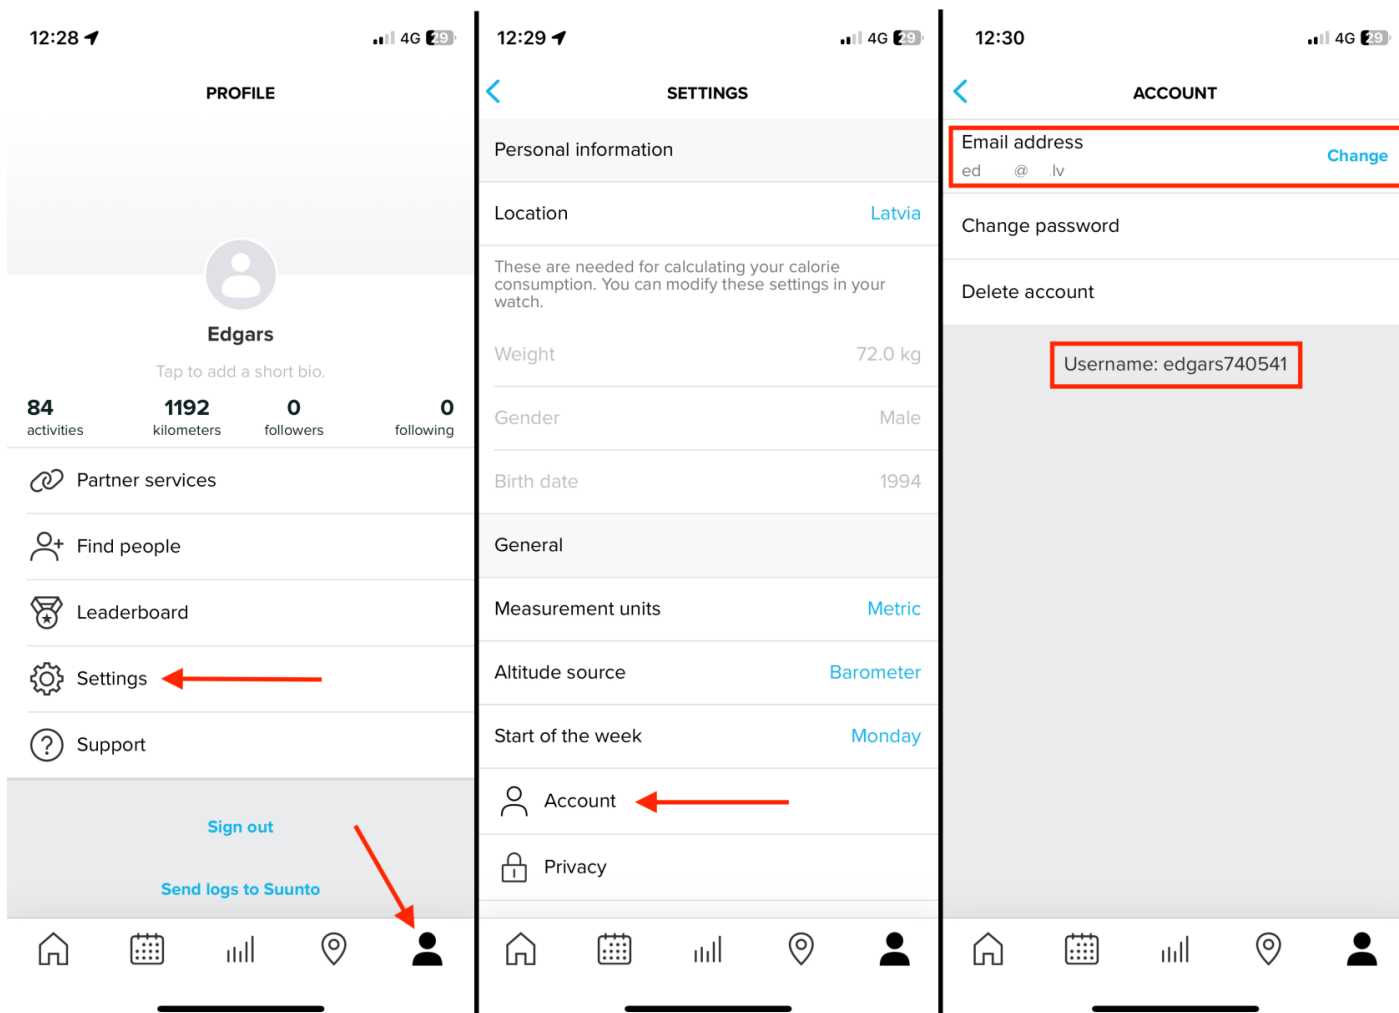 12:28
4G 29
PROFILE
Edgars
Tap to add a short bio.
84 1192 0 0
activities kilometers followers following
Partner services
Find people
Leaderboard
Settings
Support
Sign out
Send logs to Suunto
12:29
4G 29
SETTINGS
Personal information
Location Latvia
These are needed for calculating your calorie
consumption. You can modify these settings in your
watch.
Weight 72.0 kg
Gender Male
Birth date 1994
General
Measurement units Metric
Altitude source Barometer
Start of the week Monday
Account
Privacy
12:30
4G 29
ACCOUNT
Email address
Change
ed @ .lv
Change password
Delete account
Username: edgars740541